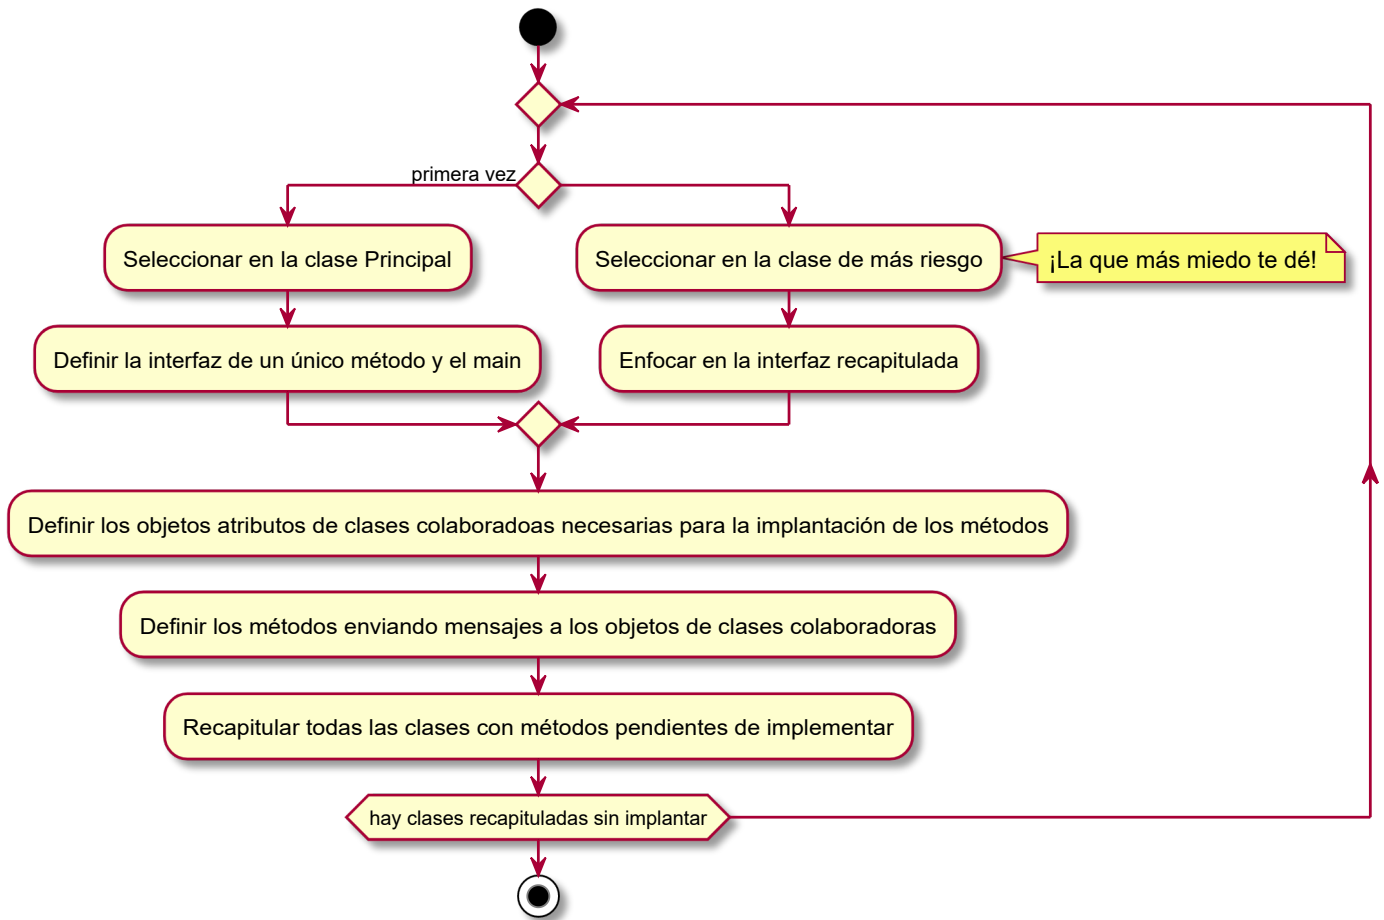 primera vez
Seleccionar en la clase Principal
Seleccionar en la clase de más riesgo
¡La que más miedo te dé!
Definir la interfaz de un único método y el main
Enfocar en la interfaz recapitulada
Definir los objetos atributos de clases colaboradoas necesarias para la implantación de los métodos
Definir los métodos enviando mensajes a los objetos de clases colaboradoras
Recapitular todas las clases con métodos pendientes de implementar
hay clases recapituladas sin implantar